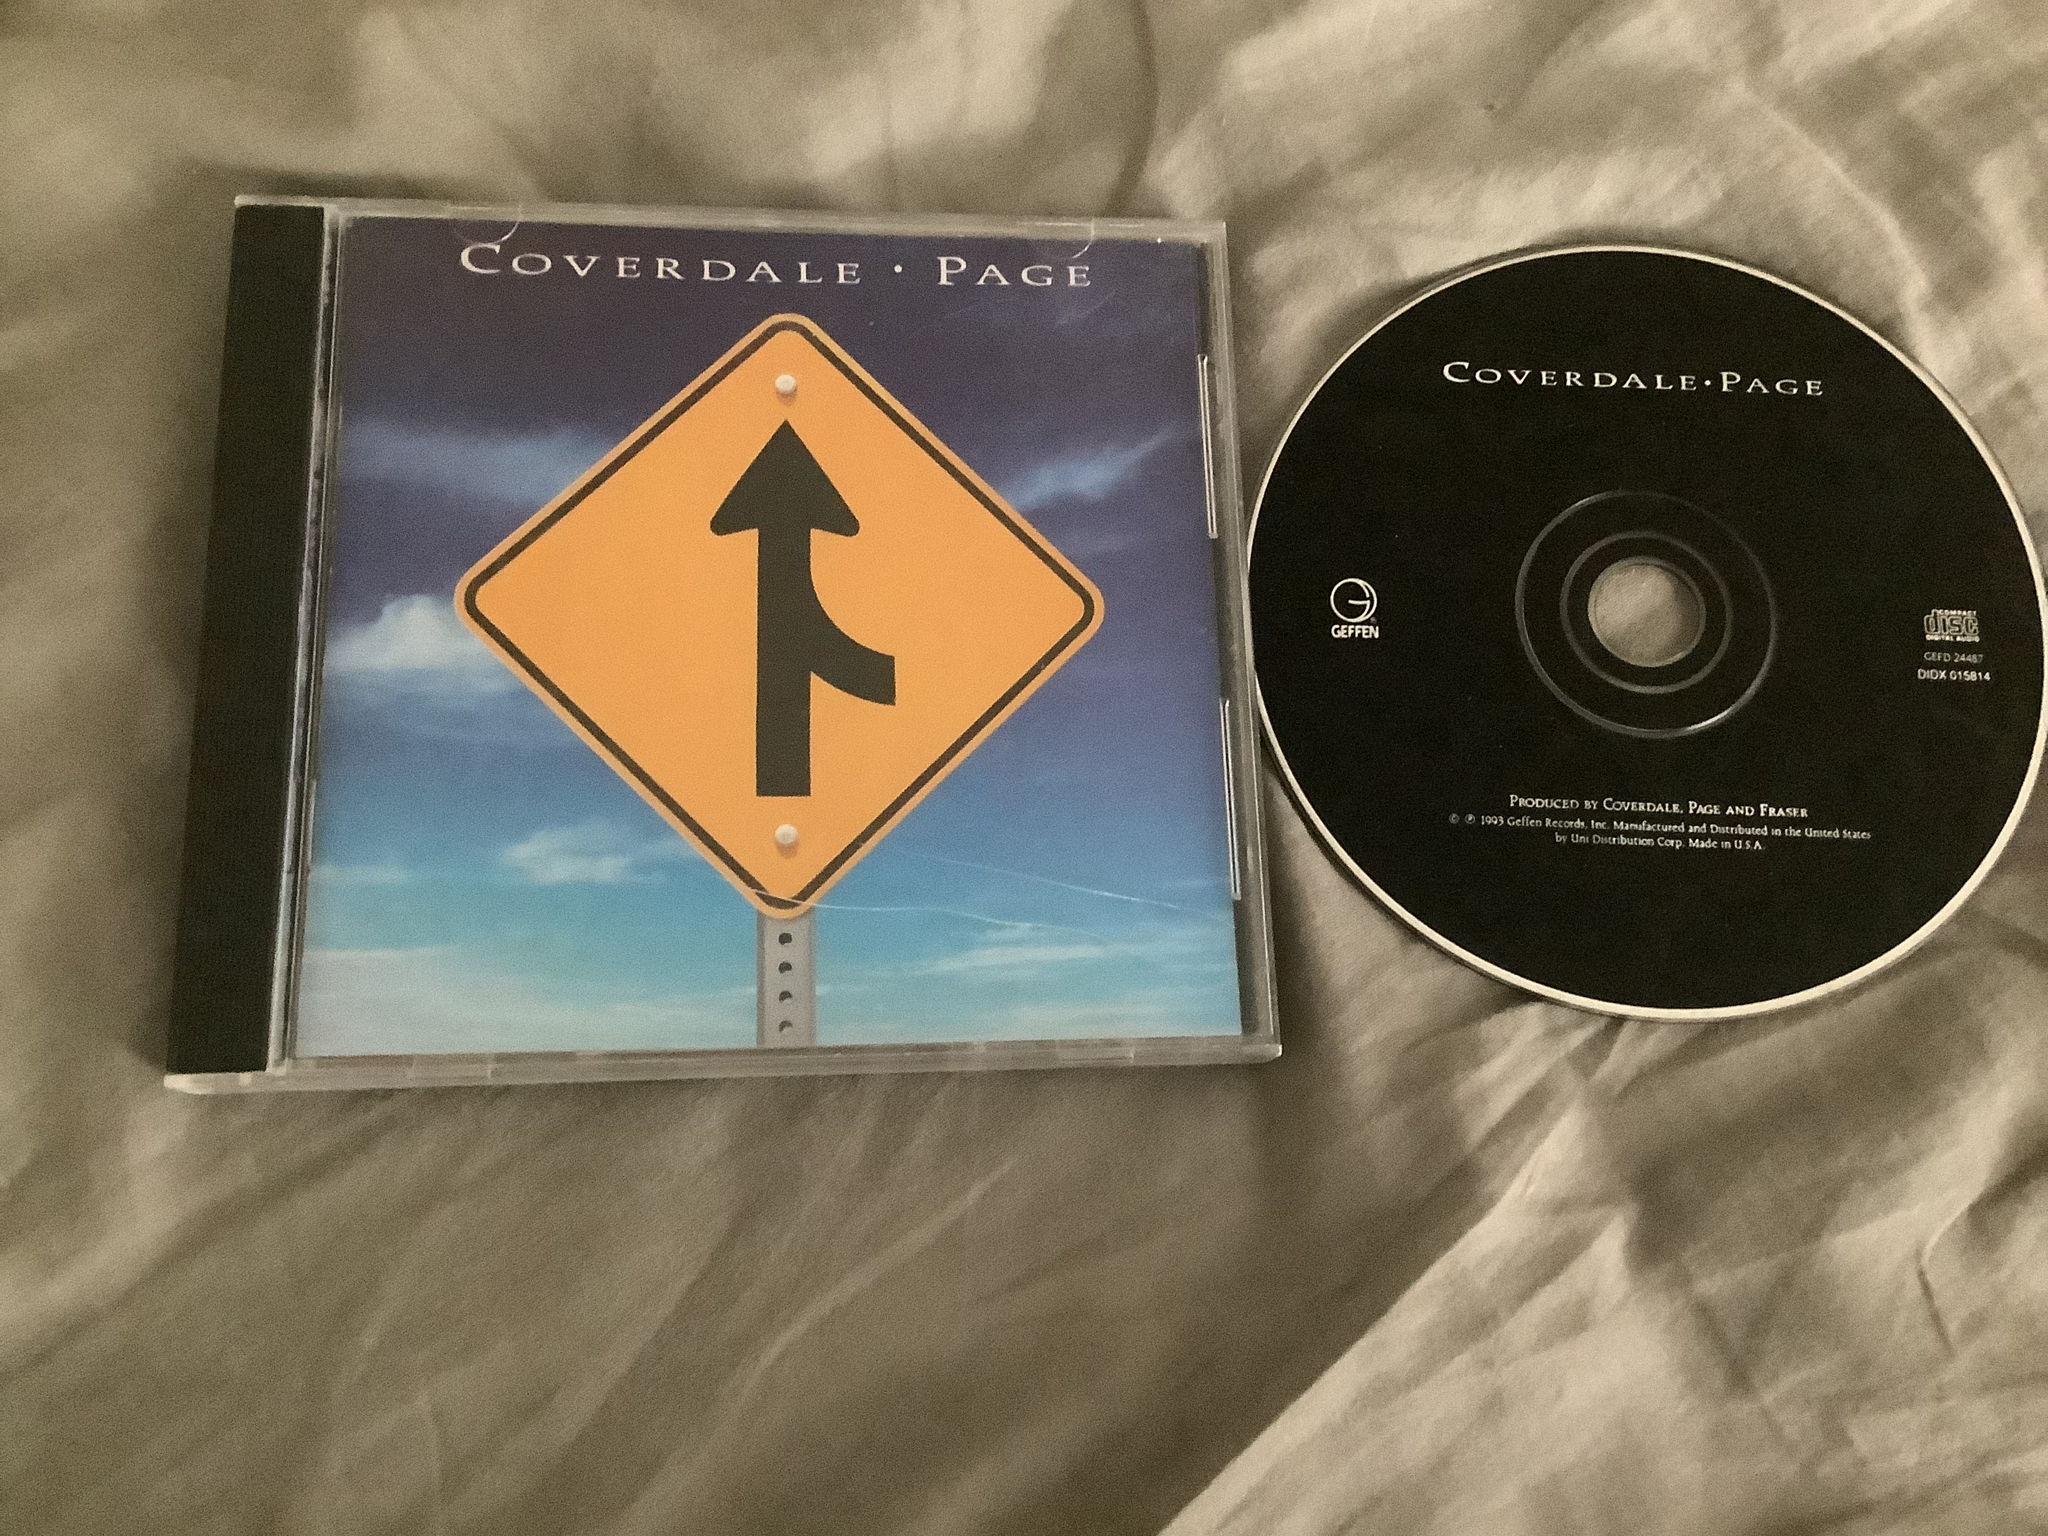 COVERDALE · PAGE
COVERDALE·PAGE
GEFFEN
COMPACT
disc
DIGITAL AUDIO
GEFD 24487
DIDX 015814
PRODUCED BY COVERDALE, PAGE AND FRASER
© ℗ 1993 Geffen Records, Inc. Manufactured and Distributed in the United States
by Uni Distribution Corp. Made in U.S.A.